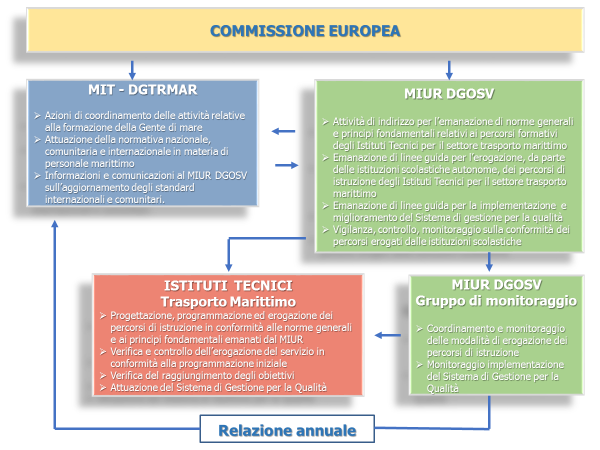 COMMISSIONE EUROPEA
MIT - DGTRMAR
➢ Azioni di coordinamento delle attività relative
alla formazione della Gente di mare
➢ Attuazione della normativa nazionale,
comunitaria e internazionale in materia di
personale marittimo
➢ Informazioni e comunicazioni al MIUR DGOSV
sull'aggiornamento degli standard
internazionali e comunitari.
MIUR DGOSV
➢ Attività di indirizzo per l'emanazione di norme generali
e principi fondamentali relativi ai percorsi formativi
degli Istituti Tecnici per il settore trasporto marittimo
➢ Emanazione di linee guida per l'erogazione, da parte
delle istituzioni scolastiche autonome, dei percorsi di
istruzione degli Istituti Tecnici per il settore trasporto
marittimo
➢ Emanazione di linee guida per la implementazione e
miglioramento del Sistema di gestione per la qualità
➢ Vigilanza, controllo, monitoraggio sulla conformità dei
percorsi erogati dalle istituzioni scolastiche
ISTITUTI TECNICI
Trasporto Marittimo
➢ Progettazione, programmazione ed erogazione dei
percorsi di istruzione in conformità alle norme generali
e ai principi fondamentali emanati dal MIUR
➢ Verifica e controllo dell'erogazione del servizio in
conformità alla programmazione iniziale
➢ Verifica del raggiungimento degli obiettivi
➢ Attuazione del Sistema di Gestione per la Qualità
MIUR DGOSV
Gruppo di monitoraggio
➢ Coordinamento e monitoraggio
delle modalità di erogazione dei
percorsi di istruzione
➢ Monitoraggio implementazione
del Sistema di Gestione per la
Qualità
Relazione annuale